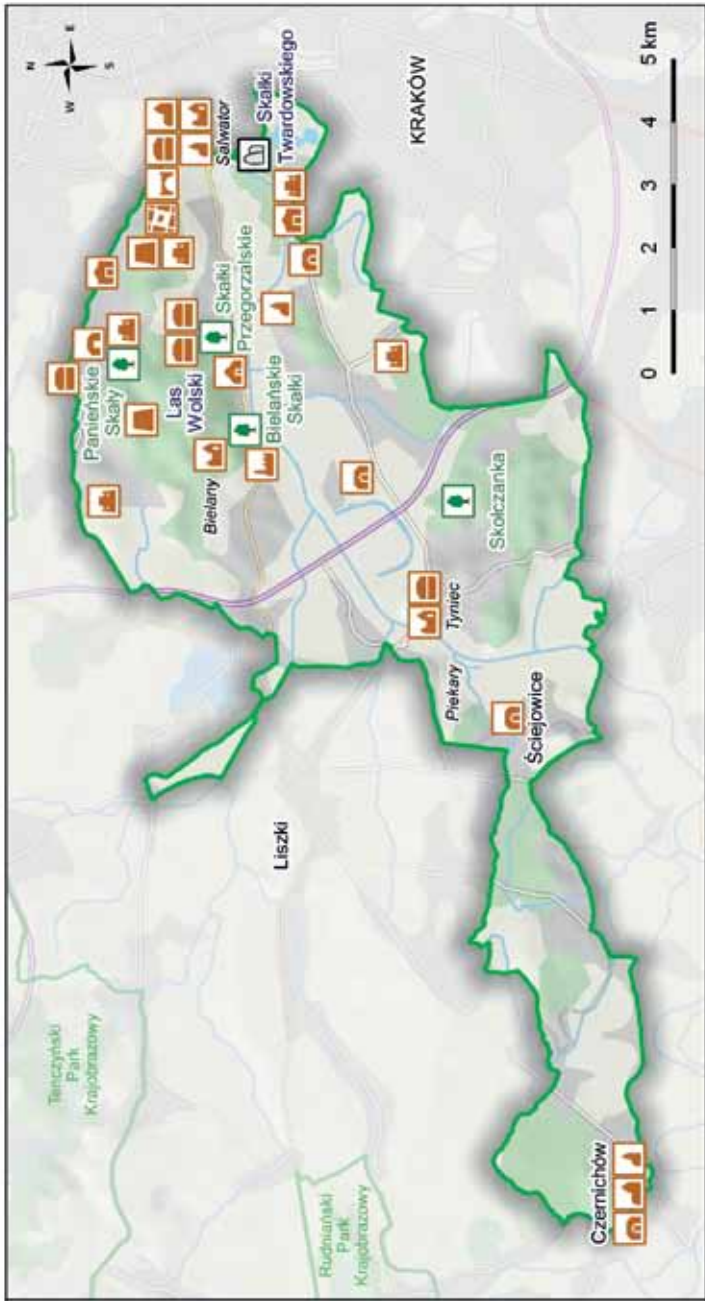 Tenczyński
Park
Krajobrazowy
Rudniański
Park
Krajobrazowy
Liszki
Czernichów
Piekary
Ściejowice
Tyniec
Skołczanka
Bielany
Panieńskie
Skały
Las
Wolski
Bielańskie
Skałki
Skałki
Przegorzalskie
Salwator
Skałki
Twardowskiego
KRAKÓW
N
E
S
W
0 1 2 3 4 5 km